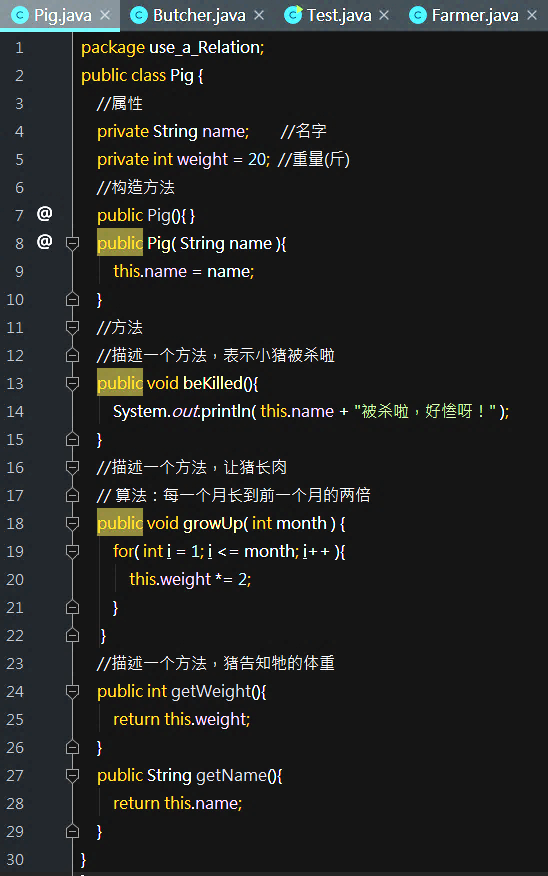 Pig.java × Butcher.java × Test.java × Farmer.java ×
1 package use_a_Relation;
2 public class Pig {
3 //属性
4 private String name; //名字
5 private int weight = 20; //重量(斤)
6 //构造方法
7 @ public Pig(){ }
8 @ public Pig( String name ){
9 this.name = name;
10 }
11 //方法
12 //描述一个方法，表示小猪被杀啦
13 public void beKilled(){
14 System.out.println( this.name + "被杀啦，好惨呀！" );
15 }
16 //描述一个方法，让猪长肉
17 // 算法：每一个月长到前一个月的两倍
18 public void growUp( int month ) {
19 for( int i = 1; i <= month; i++ ){
20 this.weight *= 2;
21 }
22 }
23 //描述一个方法，猪告知牠的体重
24 public int getWeight(){
25 return this.weight;
26 }
27 public String getName(){
28 return this.name;
29 }
30 }